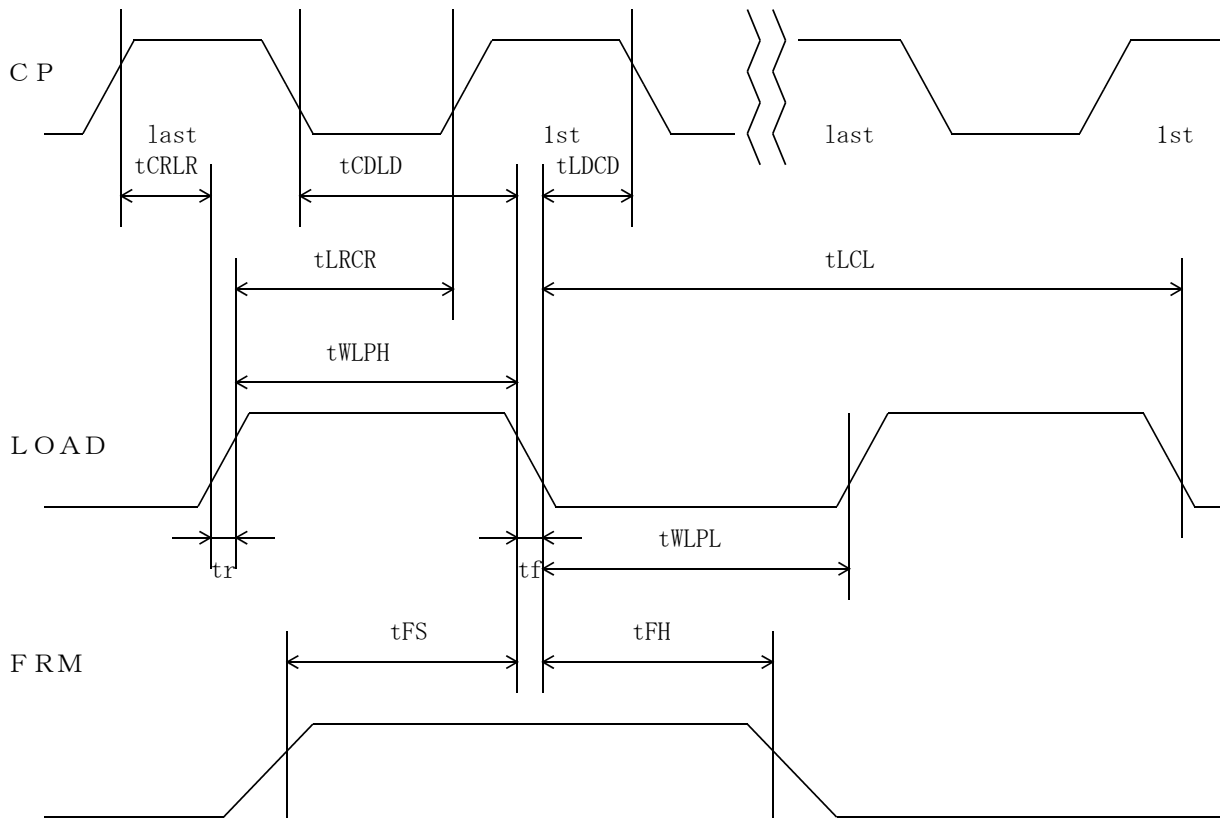 CP
last 1st last 1st
tCRLR tCDLD tLDCD
tLRCR tLCL
tWLPH
LOAD
tWLPL
tr tf
tFS tFH
FRM